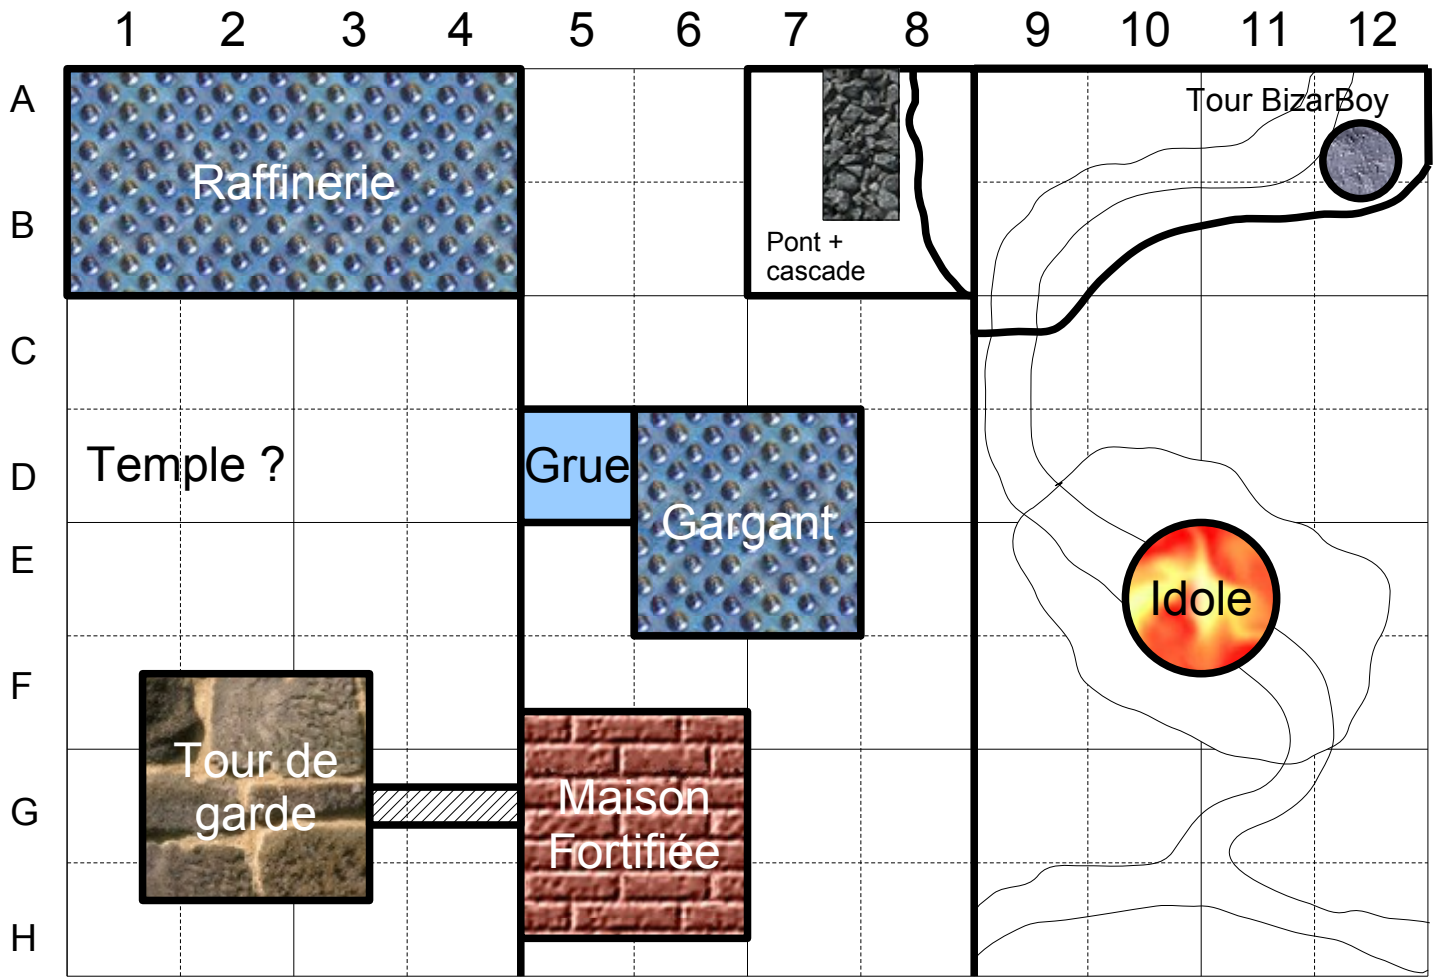 1 2 3 4 5 6 7 8 9 10 11 12
A
Tour BizarBoy
Raffinerie
B
Pont +
cascade
C
Temple ?
Grue
D
Gargant
E
Idole
F
Tour de
garde
G
Maison
Fortifiée
H